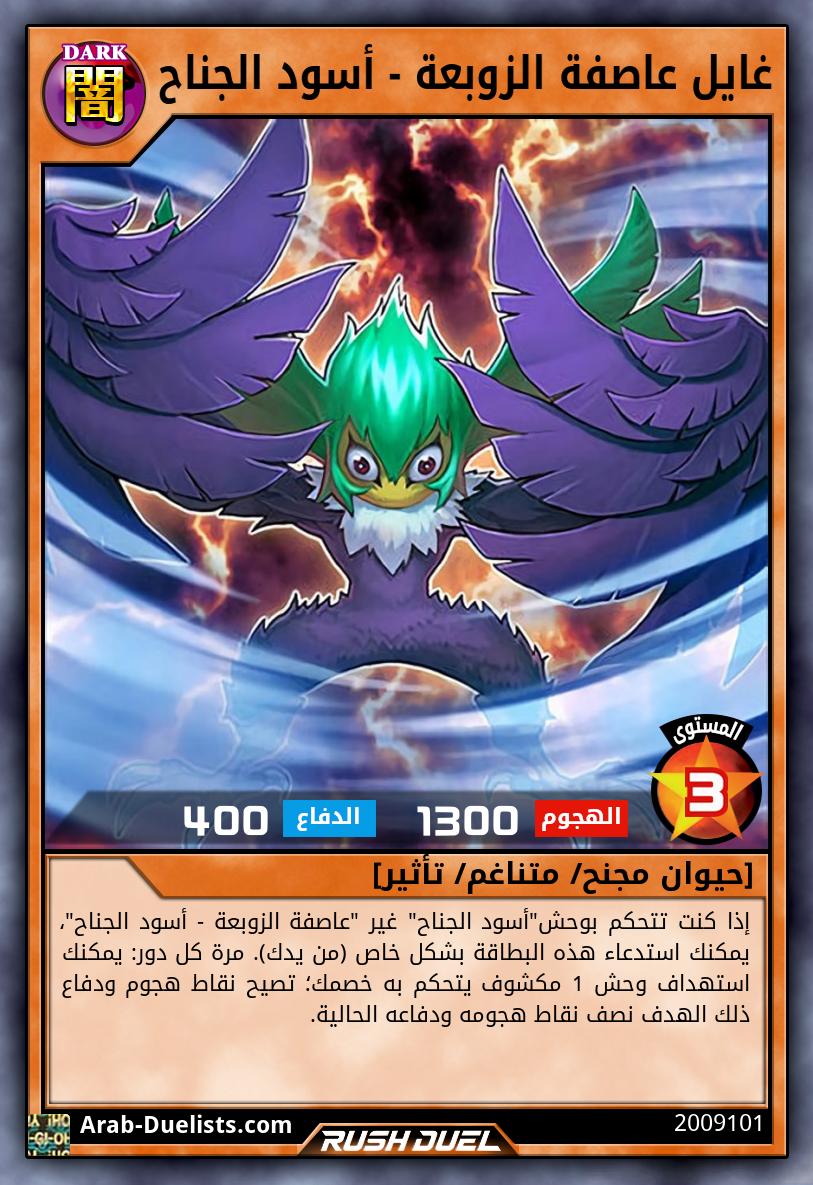 DARK
闇
غايل عاصفة الزوبعة - أسود الجناح
المستوى
3
الهجوم 1300 الدفاع 400
[حيوان مجنح/ متناغم/ تأثير]
إذا كنت تتحكم بوحش"أسود الجناح" غير "عاصفة الزوبعة - أسود الجناح"،
يمكنك استدعاء هذه البطاقة بشكل خاص (من يدك). مرة كل دور: يمكنك
استهداف وحش 1 مكشوف يتحكم به خصمك؛ تصيح نقاط هجوم ودفاع
ذلك الهدف نصف نقاط هجومه ودفاعه الحالية.
Arab-Duelists.com
RUSH DUEL
2009101